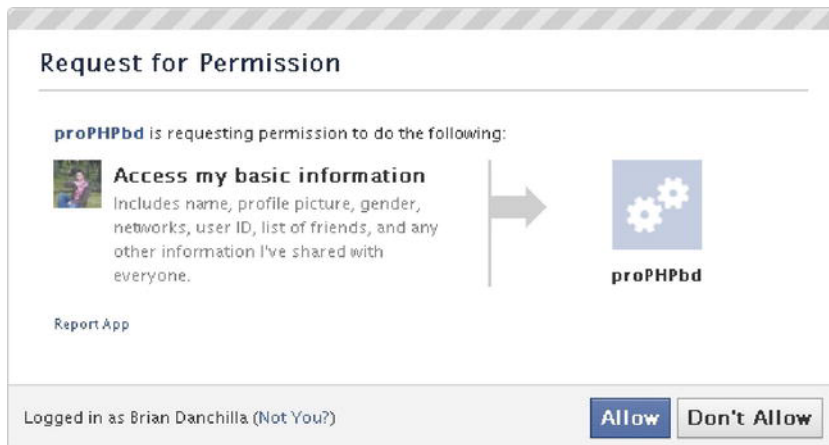 Request for Permission
proPHPbd is requesting permission to do the following:
Access my basic information
Includes name, profile picture, gender,
networks, user ID, list of friends, and any
other information I've shared with
everyone.
proPHPbd
Report App
Logged in as Brian Danchilla (Not You?)
Allow
Don't Allow